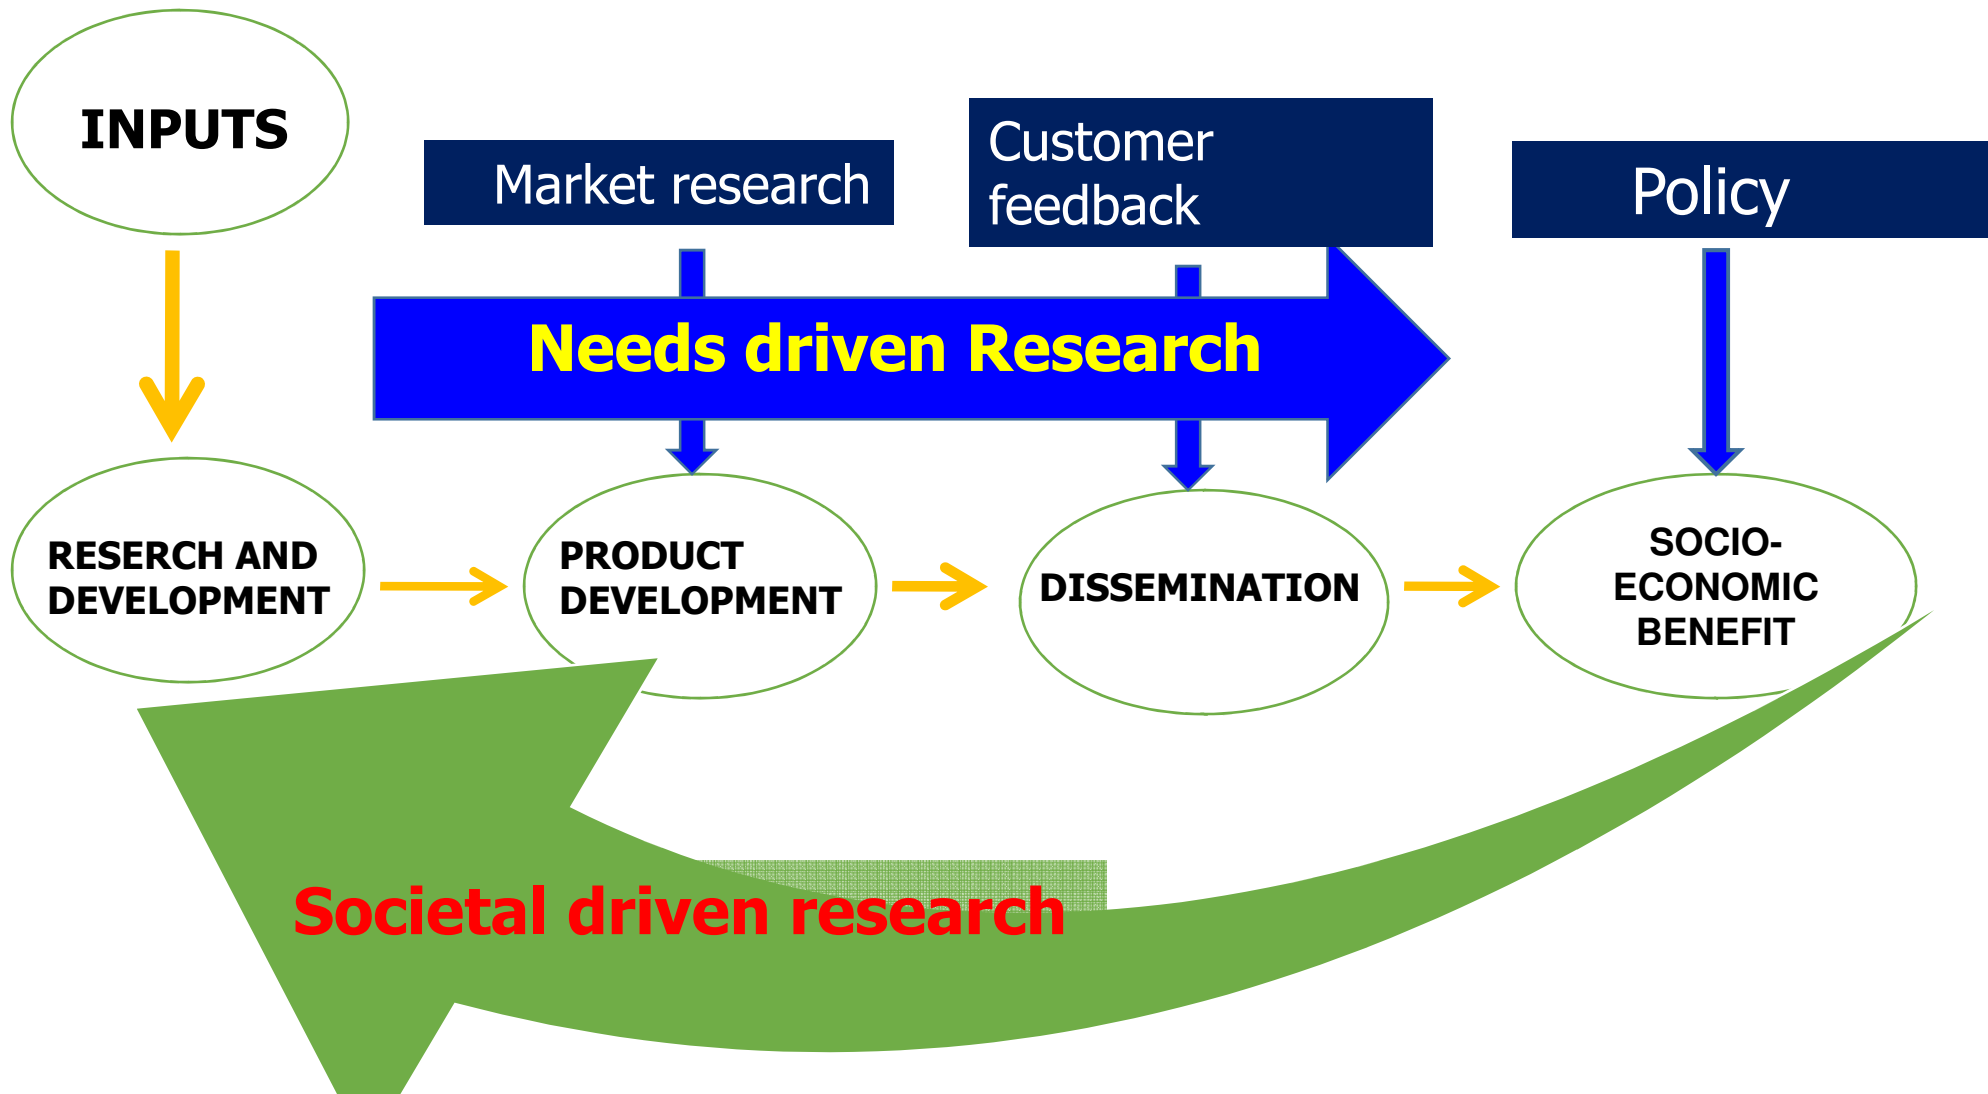 INPUTS
Market research
Customer
feedback
Policy
Needs driven Research
RESERCH AND
DEVELOPMENT
PRODUCT
DEVELOPMENT
DISSEMINATION
SOCIO-
ECONOMIC
BENEFIT
Societal driven research